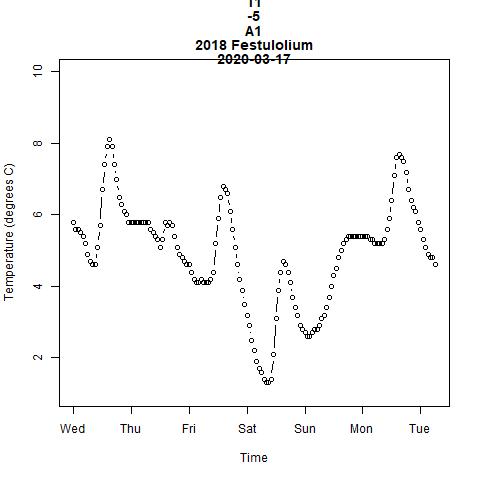 T1
-5
A1
2018 Festulolium
2020-03-17
Temperature (degrees C)
10
8
6
4
2
Wed Thu Fri Sat Sun Mon Tue
Time